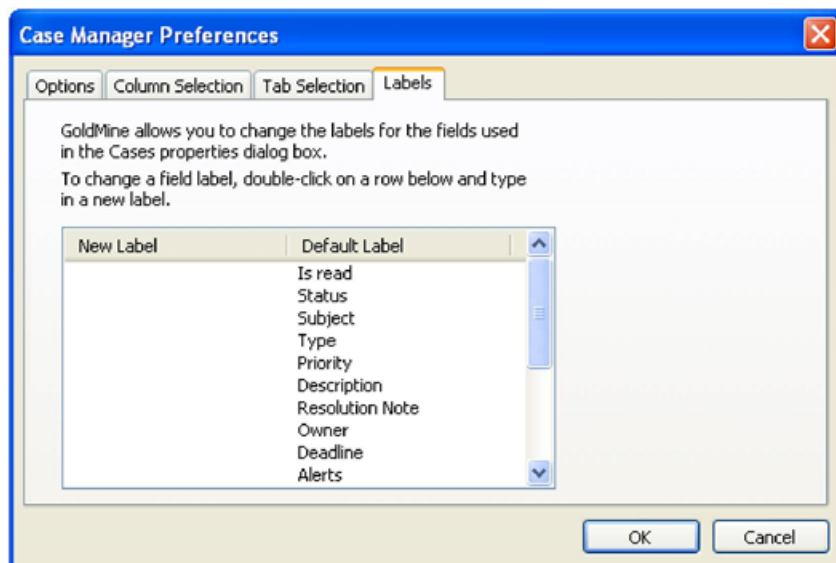 Case Manager Preferences
Options Column Selection Tab Selection Labels
GoldMine allows you to change the labels for the fields used
in the Cases properties dialog box.
To change a field label, double-click on a row below and type
in a new label.
New Label Default Label
Is read
Status
Subject
Type
Priority
Description
Resolution Note
Owner
Deadline
Alerts
OK Cancel